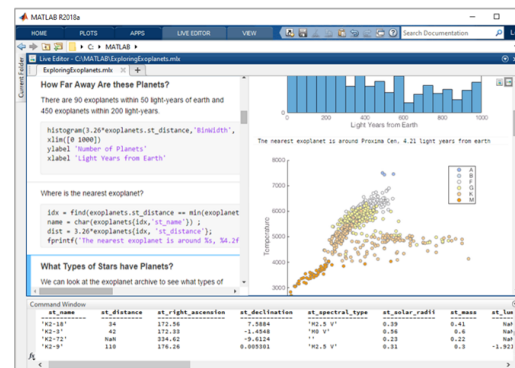 MATLAB R2018a
HOME PLOTS APPS LIVE EDITOR VIEW Search Documentation
C: MATLAB
Current Folder
Live Editor - C:\MATLAB\ExploringExoplanets.mlx
ExploringExoplanets.mlx
How Far Away Are these Planets?
There are 90 exoplanets within 50 light-years of earth and
450 exoplanets within 200 light-years.
histogram(3.26*exoplanets.st_distance,'BinWidth',
xlim([0 1000])
ylabel 'Number of Planets'
xlabel 'Light Years from Earth'
Where is the nearest exoplanet?
idx = find(exoplanets.st_distance == min(exoplanet
name = char(exoplanets{idx,'st_name'}) ;
dist = 3.26*exoplanets{idx, 'st_distance'};
fprintf('The nearest exoplanet is around %s, %4.2f
What Types of Stars have Planets?
We can look at the exoplanet archive to see what types of
0 200 400 600 800 1000
Light Years from Earth
The nearest exoplanet is around Proxima Cen, 4.21 light years from earth
8000
7000
6000
5000
4000
3000
Temperature
A
B
F
G
K
M
Command Window
st_name st_distance st_right_ascension st_declination st_spectral_type st_solar_radii st_mass st_lum
'K2-18' 34 172.56 7.5884 'M2.5 V' 0.39 0.41 Na
'K2-3' 42 172.33 -1.4548 'M0 V' 0.56 0.6 Na
'K2-72' NaN 334.62 -9.6124 '' 0.23 0.22 Na
'K2-9' 110 176.26 0.005301 'M2.5 V' 0.31 0.3 -1.92
fx